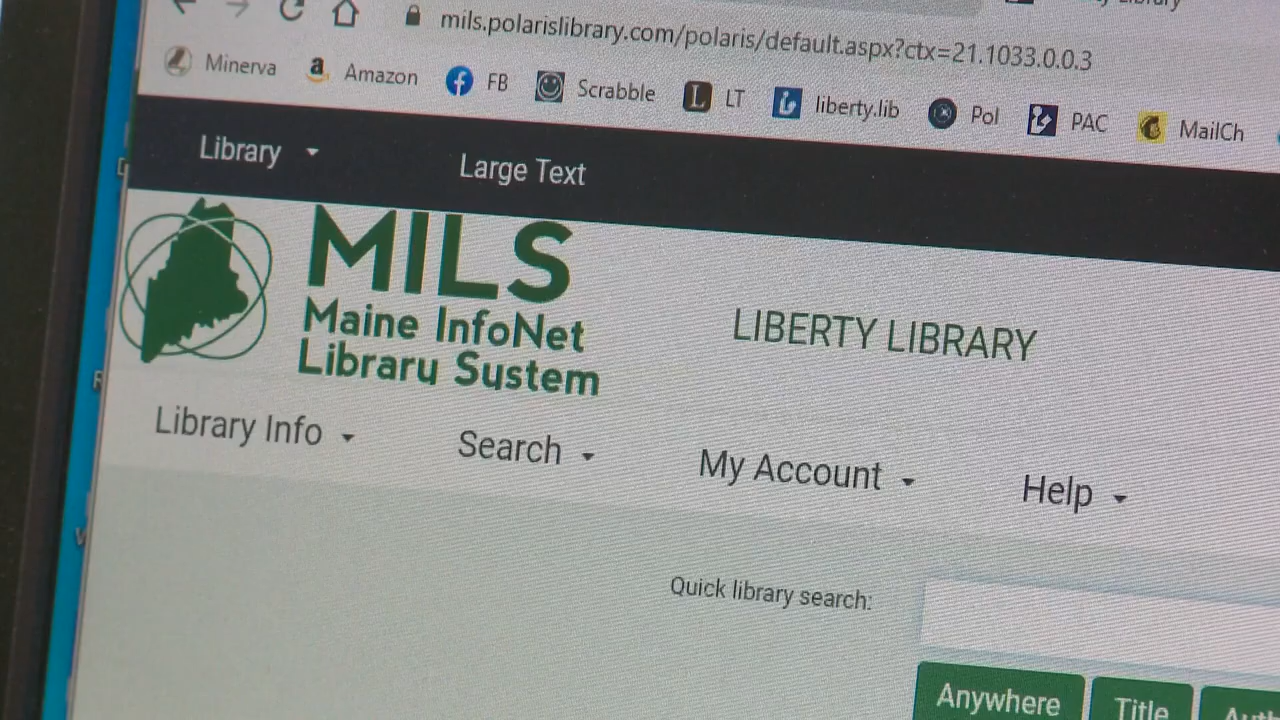 mils.polarislibrary.com/polaris/default.aspx?ctx=21.1033.0.0.3
Minerva Amazon FB Scrabble LT liberty.lib Pol PAC MailCh
Library Large Text
MILS
Maine InfoNet
Library System
LIBERTY LIBRARY
Library Info Search My Account Help
Quick library search:
Anywhere Title